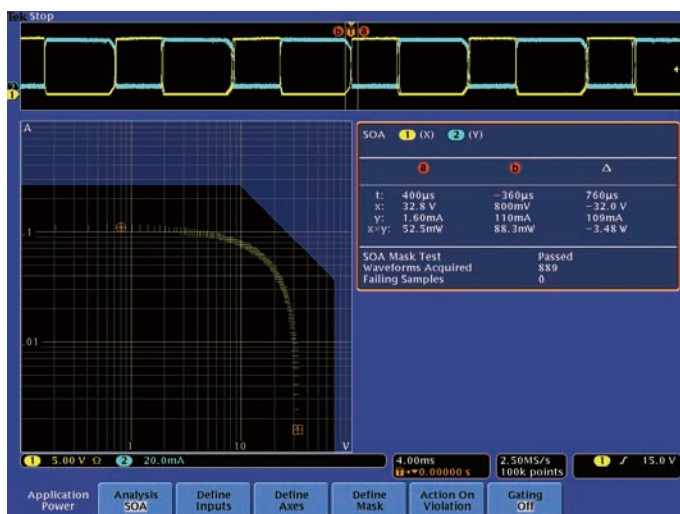 Tek Stop
b T a
2
1
A
.1
.01
1 10 V
SOA 1 (X) 2 (Y)
a b Δ
t: 400µs −360µs 760µs
x: 32.8 V 800mV −32.0 V
y: 1.60mA 110mA 109mA
x×y: 52.5mW 88.3mW −3.48 W
SOA Mask Test Passed
Waveforms Acquired 889
Failing Samples 0
1 5.00 V Ω 2 20.0mA 4.00ms 2.50MS/s 1 15.0 V
T→▼0.00000 s 100k points
Application Power
Analysis SOA
Define Inputs
Define Axes
Define Mask
Action On Violation
Gating Off